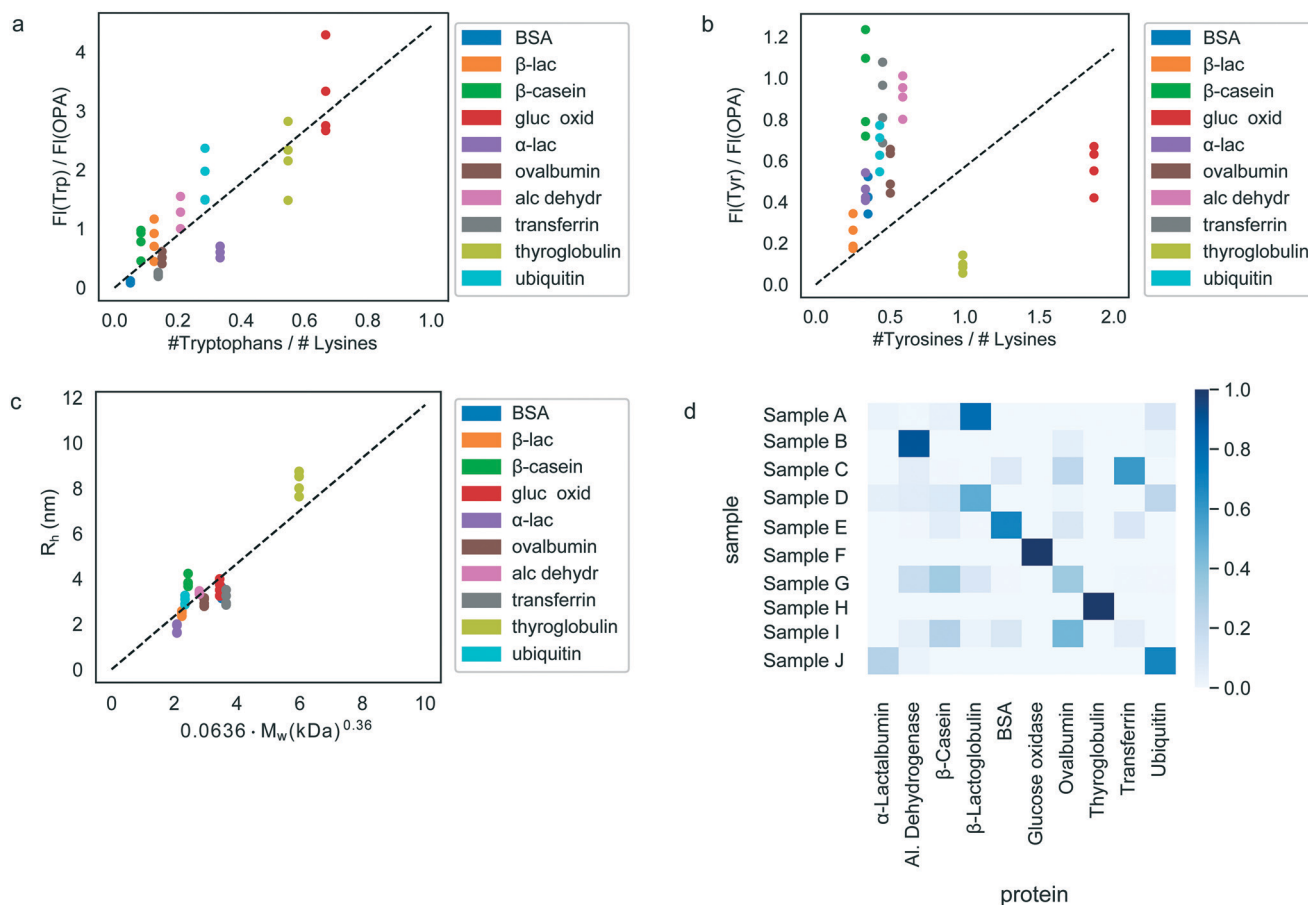 a
FI(Trp) / FI(OPA)
4
3
2
1
0
0.0
0.2
0.4
0.6
0.8
1.0
#Tryptophans / # Lysines
BSA
β-lac
β-casein
gluc oxid
α-lac
ovalbumin
alc dehydr
transferrin
thyroglobulin
ubiquitin
b
FI(Tyr) / FI(OPA)
1.2
1.0
0.8
0.6
0.4
0.2
0.0
0.0
0.5
1.0
1.5
2.0
#Tyrosines / # Lysines
BSA
β-lac
β-casein
gluc oxid
α-lac
ovalbumin
alc dehydr
transferrin
thyroglobulin
ubiquitin
c
Rh (nm)
12
10
8
6
4
2
0
0
2
4
6
8
10
0.0636 · Mw(kDa)^0.36
BSA
β-lac
β-casein
gluc oxid
α-lac
ovalbumin
alc dehydr
transferrin
thyroglobulin
ubiquitin
d
sample
Sample A
Sample B
Sample C
Sample D
Sample E
Sample F
Sample G
Sample H
Sample I
Sample J
α-Lactalbumin
Al. Dehydrogenase
β-Casein
β-Lactoglobulin
BSA
Glucose oxidase
Ovalbumin
Thyroglobulin
Transferrin
Ubiquitin
protein
1.0
0.8
0.6
0.4
0.2
0.0